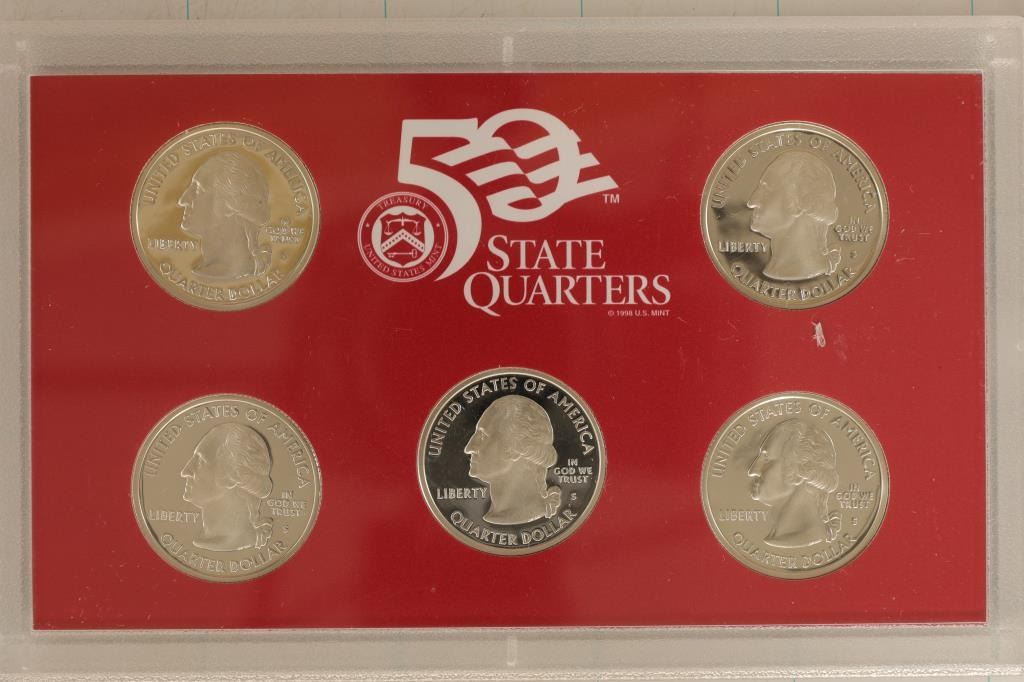 50
TM
TREASURY
UNITED STATES MINT
STATE
QUARTERS
© 1998 U.S. MINT
UNITED STATES OF AMERICA
LIBERTY
IN
GOD WE
TRUST
S
QUARTER DOLLAR
UNITED STATES OF AMERICA
LIBERTY
IN
GOD WE
TRUST
S
QUARTER DOLLAR
UNITED STATES OF AMERICA
LIBERTY
IN
GOD WE
TRUST
S
QUARTER DOLLAR
UNITED STATES OF AMERICA
LIBERTY
IN
GOD WE
TRUST
S
QUARTER DOLLAR
UNITED STATES OF AMERICA
LIBERTY
IN
GOD WE
TRUST
S
QUARTER DOLLAR